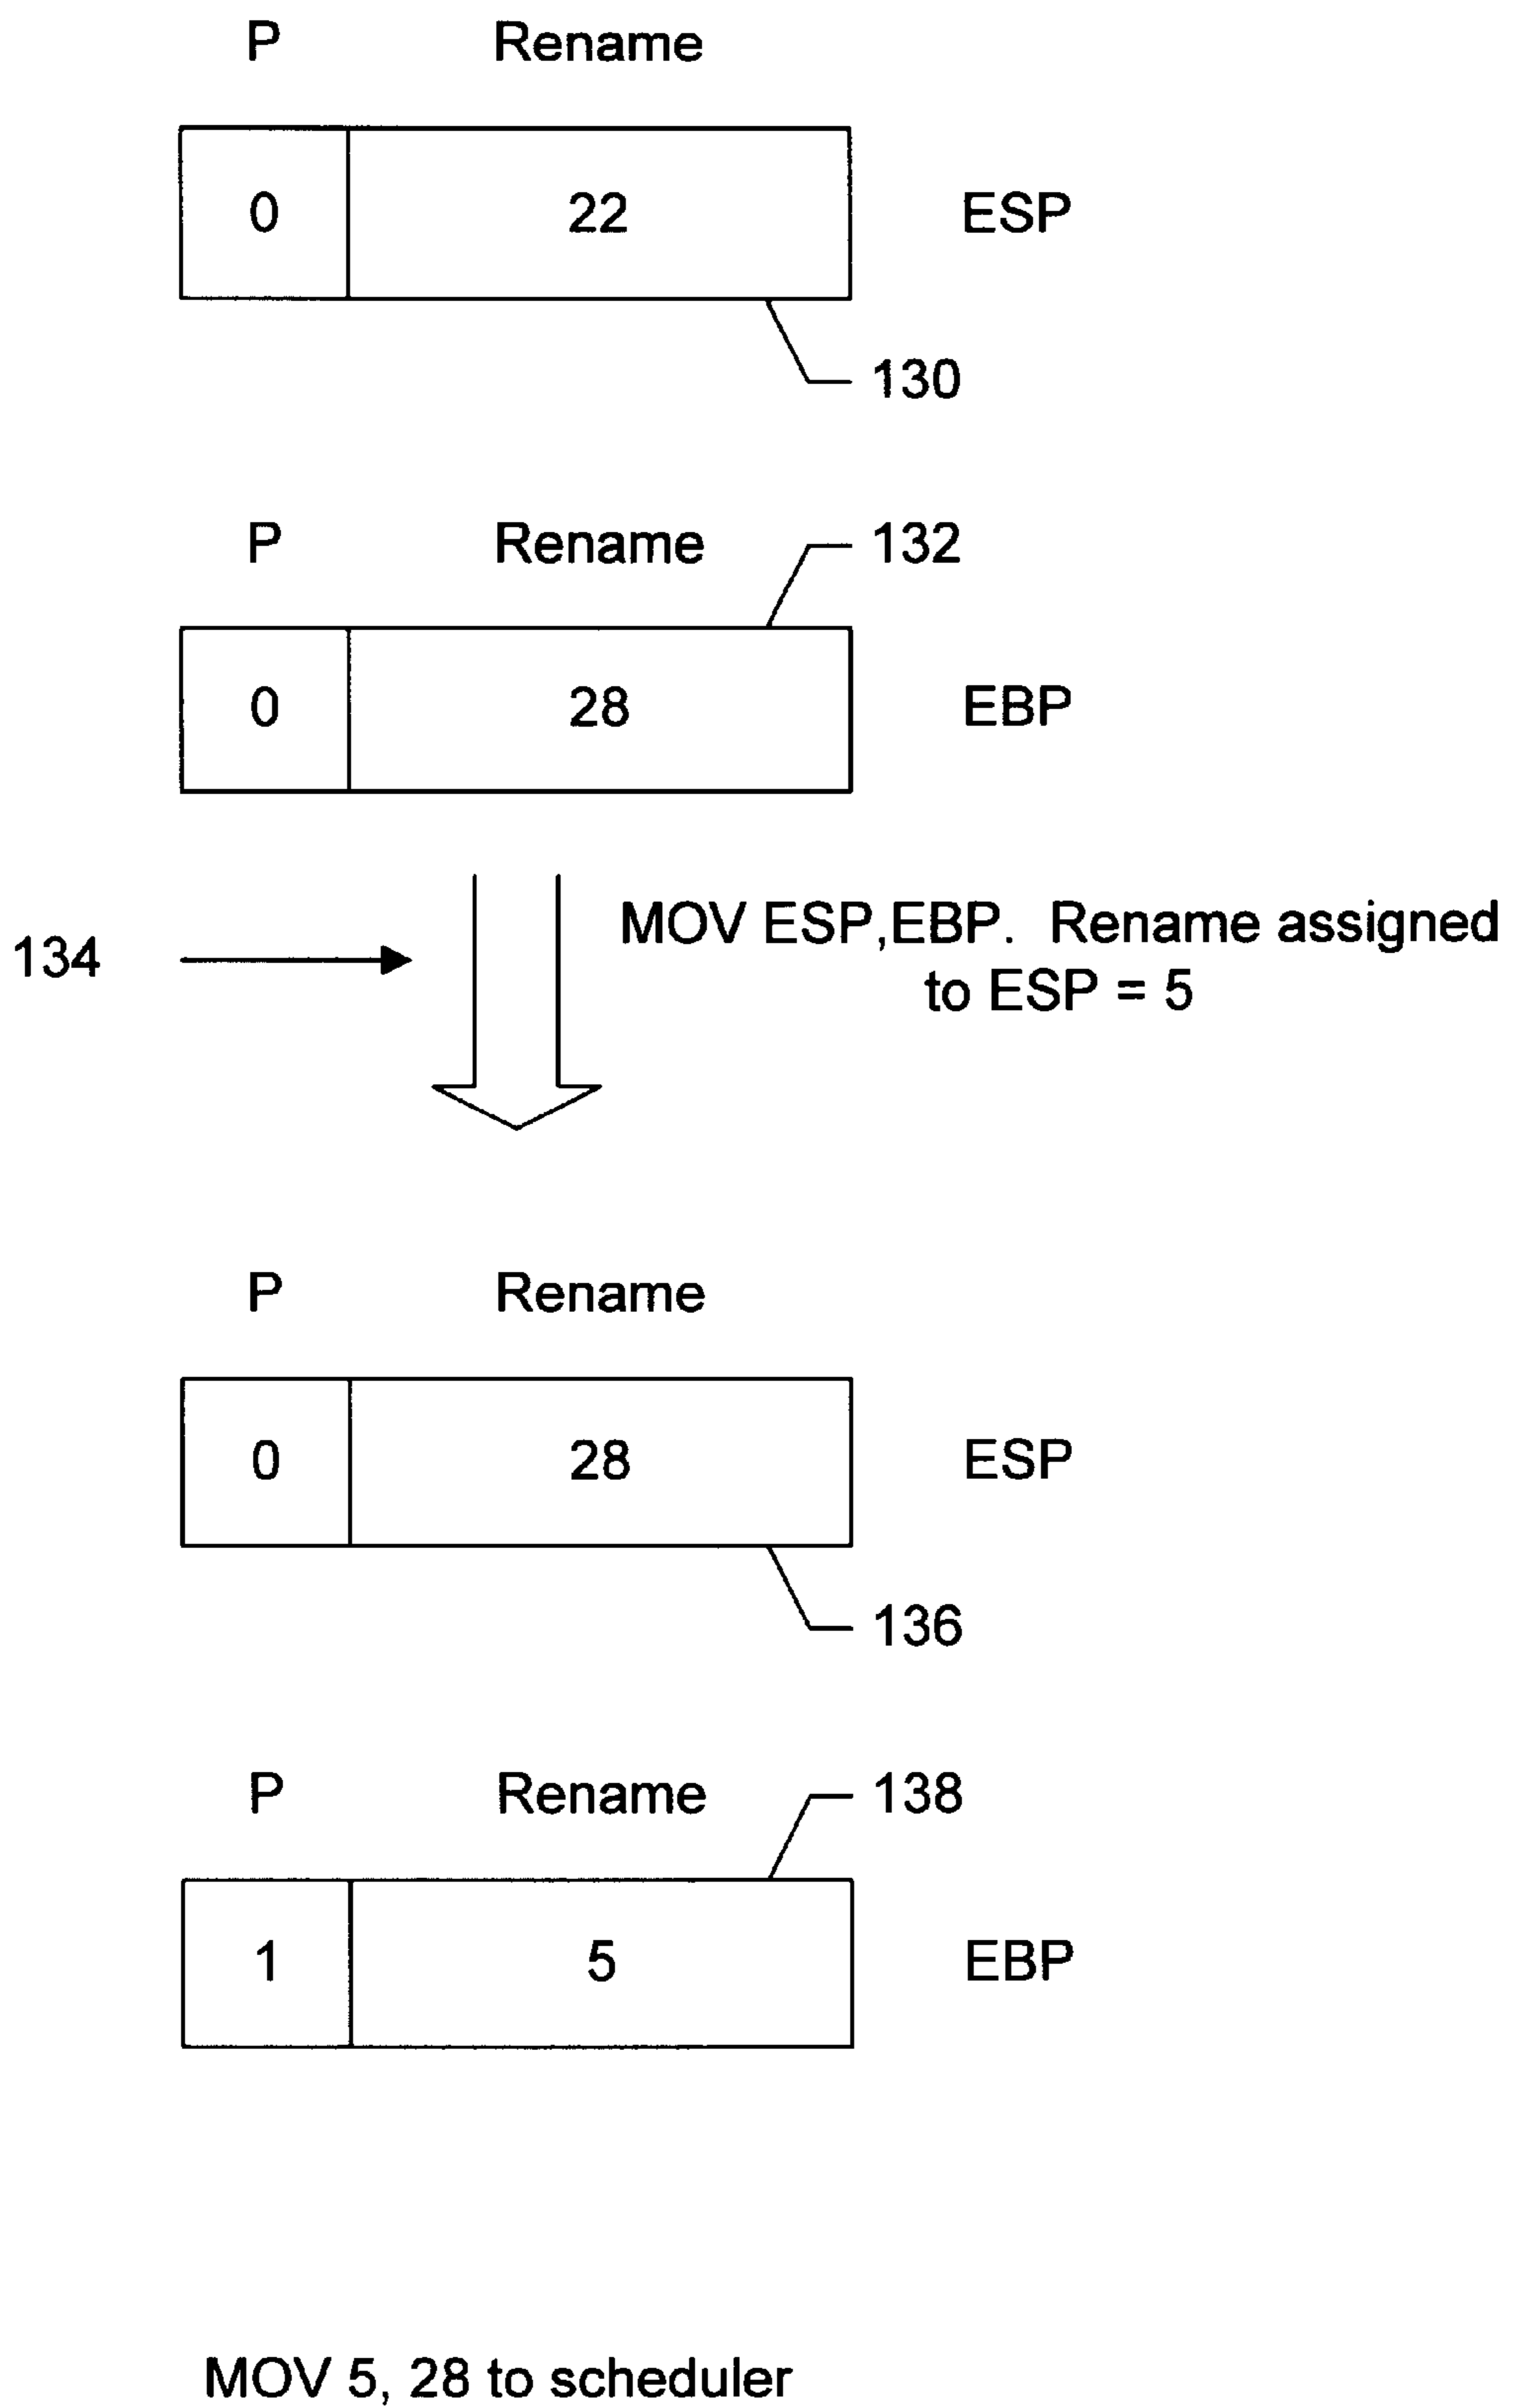 P Rename
0 22 ESP
130
P Rename 132
0 28 EBP
MOV ESP,EBP. Rename assigned
134
to ESP = 5
P Rename
0 28 ESP
136
P Rename 138
1 5 EBP
MOV 5, 28 to scheduler